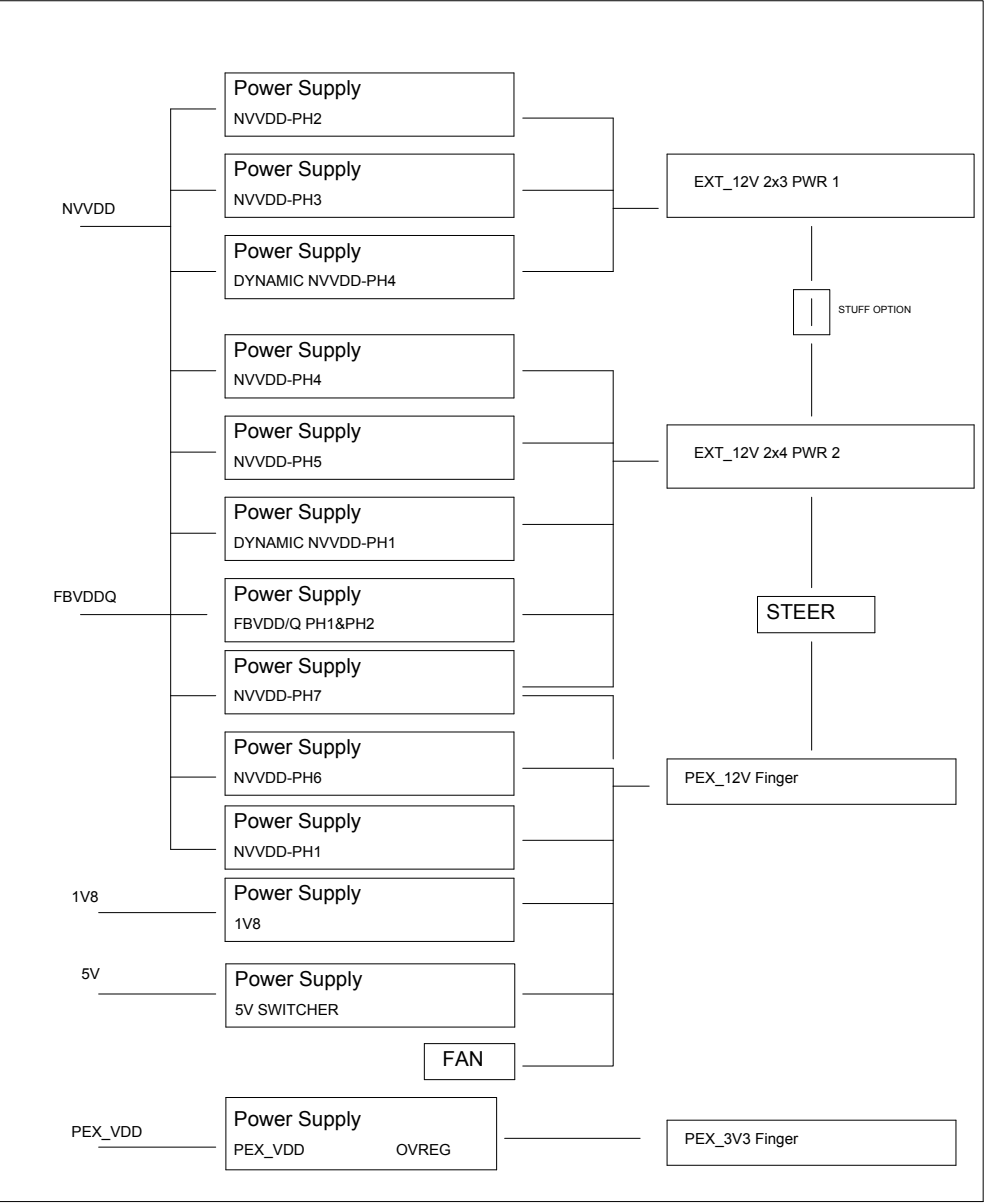 Power Supply
NVVDD-PH2
Power Supply
NVVDD-PH3
EXT_12V 2x3 PWR 1
NVVDD
Power Supply
DYNAMIC NVVDD-PH4
STUFF OPTION
Power Supply
NVVDD-PH4
Power Supply
NVVDD-PH5
EXT_12V 2x4 PWR 2
Power Supply
DYNAMIC NVVDD-PH1
FBVDDQ
Power Supply
FBVDD/Q PH1&PH2
STEER
Power Supply
NVVDD-PH7
Power Supply
NVVDD-PH6
PEX_12V Finger
Power Supply
NVVDD-PH1
1V8
Power Supply
1V8
5V
Power Supply
5V SWITCHER
FAN
PEX_VDD
Power Supply
PEX_VDD OVREG
PEX_3V3 Finger